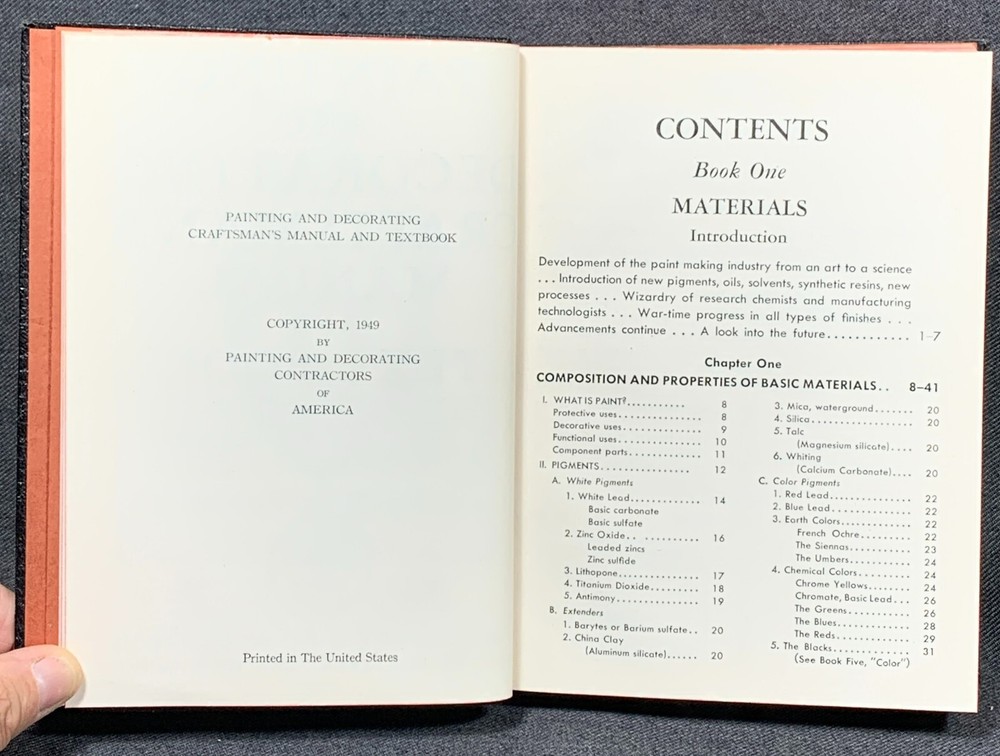 PAINTING AND DECORATING
CRAFTSMAN'S MANUAL AND TEXTBOOK
COPYRIGHT, 1949
BY
PAINTING AND DECORATING
CONTRACTORS
OF
AMERICA
Printed in The United States
CONTENTS
Book One
MATERIALS
Introduction
Development of the paint making industry from an art to a science
... Introduction of new pigments, oils, solvents, synthetic resins, new
processes ... Wizardry of research chemists and manufacturing
technologists ... War-time progress in all types of finishes ...
Advancements continue ... A look into the future............ 1-7
Chapter One
COMPOSITION AND PROPERTIES OF BASIC MATERIALS.. 8-41
I. WHAT IS PAINT?.......... 8
Protective uses............. 8
Decorative uses............ 9
Functional uses............ 10
Component parts............ 11
II. PIGMENTS............... 12
A. White Pigments
1. White Lead............ 14
Basic carbonate
Basic sulfate
2. Zinc Oxide............ 16
Leaded zincs
Zinc sulfide
3. Lithopone.............. 17
4. Titanium Dioxide........ 18
5. Antimony.............. 19
B. Extenders
1. Barytes or Barium sulfate.. 20
2. China Clay
(Aluminum silicate)...... 20
3. Mica, waterground....... 20
4. Silica................. 20
5. Talc
(Magnesium silicate).... 20
6. Whiting
(Calcium Carbonate).... 20
C. Color Pigments
1. Red Lead.............. 22
2. Blue Lead............. 22
3. Earth Colors............ 22
French Ochre........... 22
The Siennas............ 23
The Umbers............ 24
4. Chemical Colors......... 24
Chrome Yellows......... 24
Chromate, Basic Lead... 26
The Greens............ 26
The Blues............. 28
The Reds.............. 29
5. The Blacks............. 31
(See Book Five, "Color")